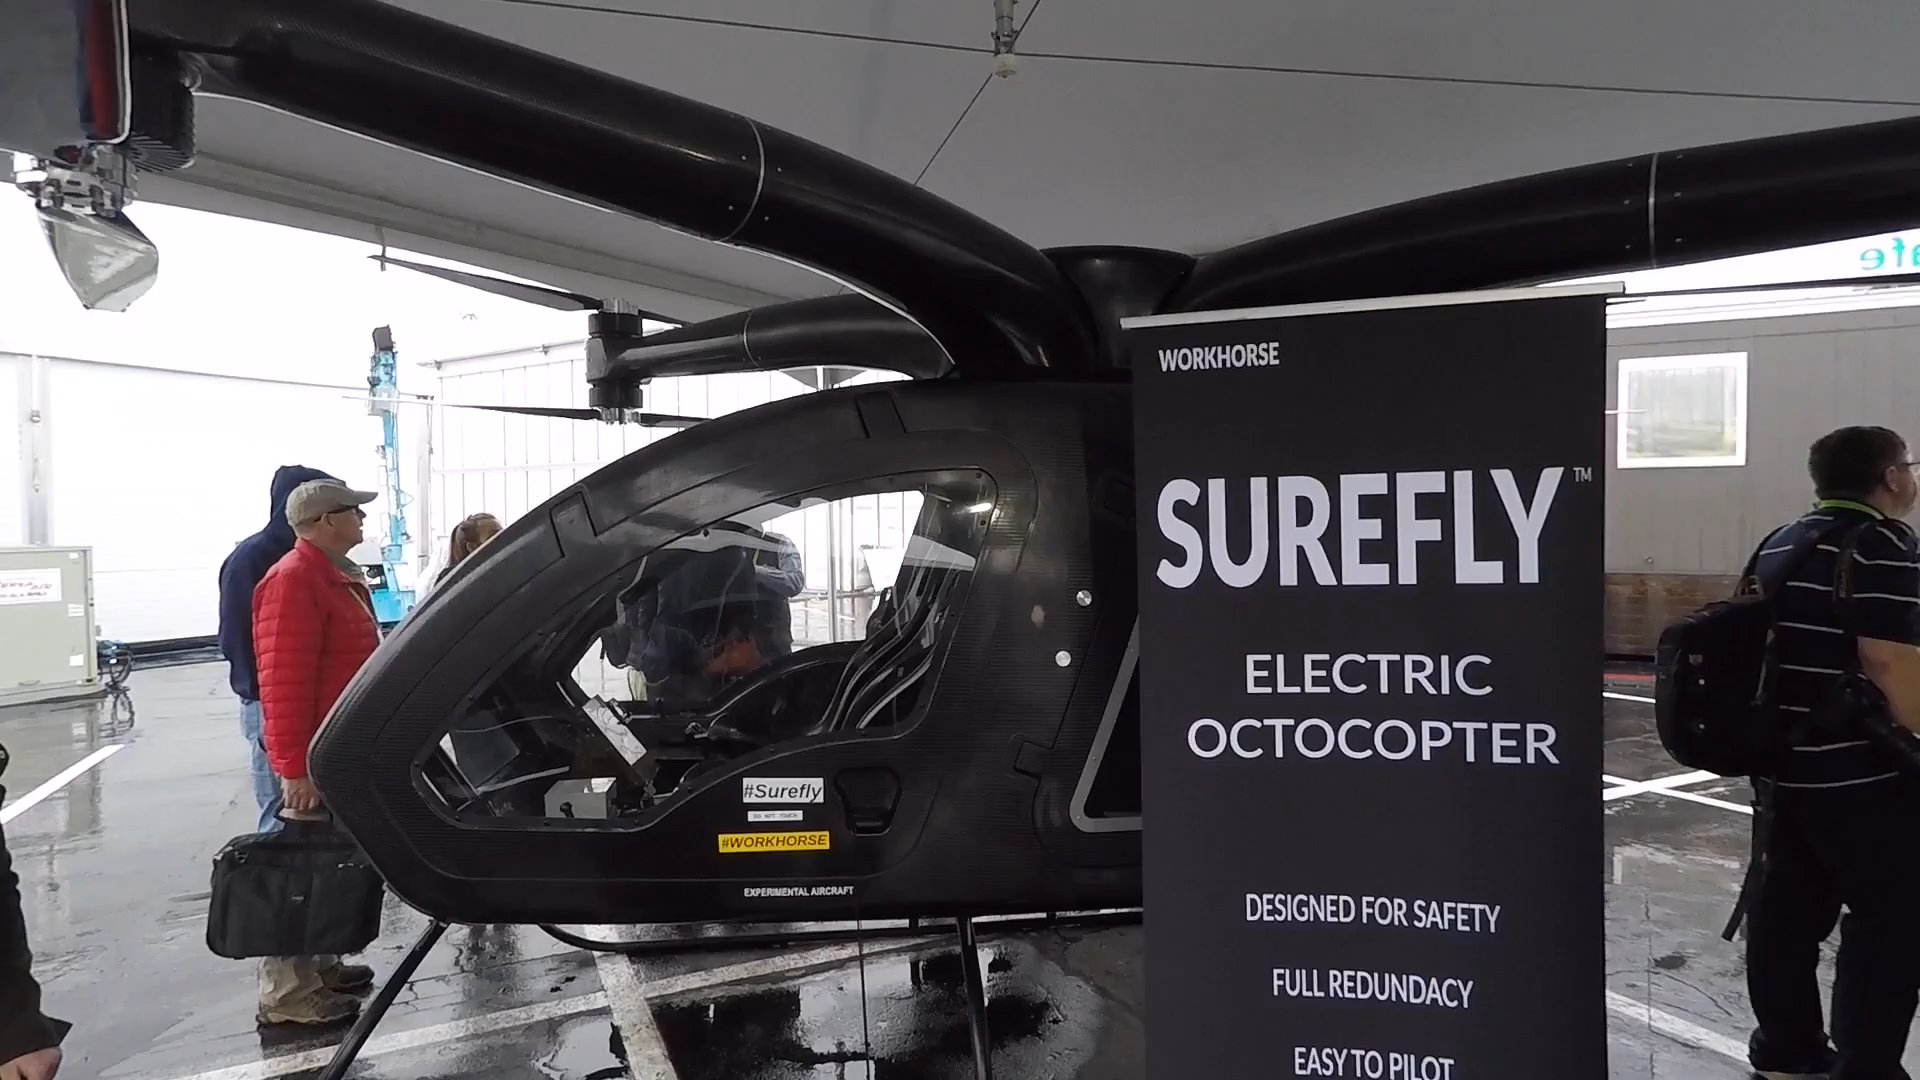 WORKHORSE
SUREFLY™
ELECTRIC
OCTOCOPTER
DESIGNED FOR SAFETY
FULL REDUNDACY
EASY TO PILOT
#Surefly
DO NOT TOUCH
#WORKHORSE
EXPERIMENTAL AIRCRAFT